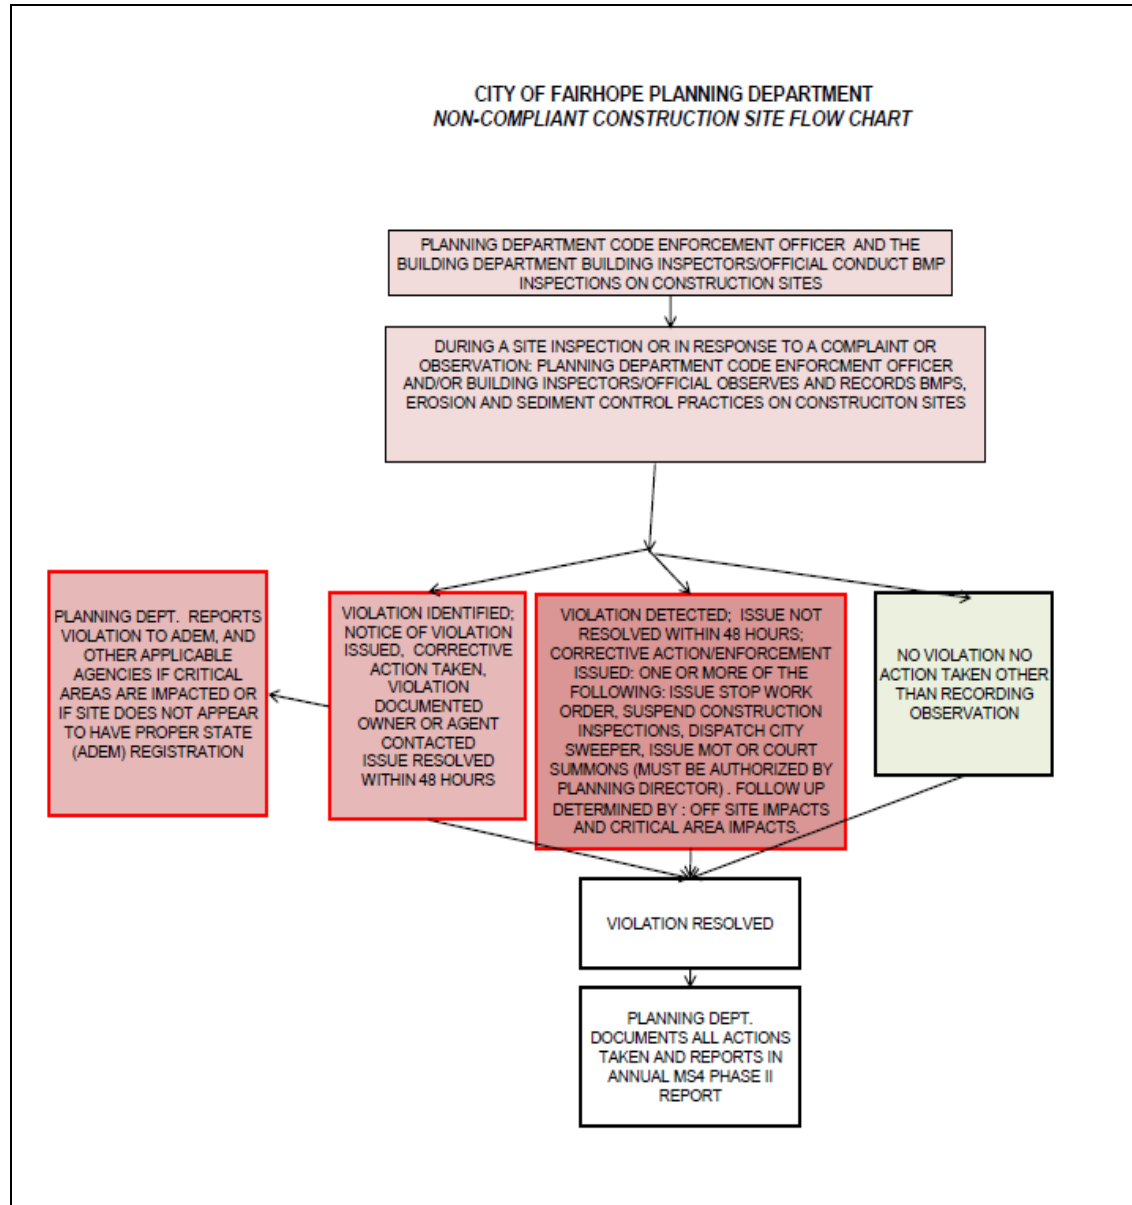 CITY OF FAIRHOPE PLANNING DEPARTMENT
NON-COMPLIANT CONSTRUCTION SITE FLOW CHART
PLANNING DEPARTMENT CODE ENFORCEMENT OFFICER AND THE
BUILDING DEPARTMENT BUILDING INSPECTORS/OFFICIAL CONDUCT BMP
INSPECTIONS ON CONSTRUCTION SITES
DURING A SITE INSPECTION OR IN RESPONSE TO A COMPLAINT OR
OBSERVATION: PLANNING DEPARTMENT CODE ENFORCMENT OFFICER
AND/OR BUILDING INSPECTORS/OFFICIAL OBSERVES AND RECORDS BMPS,
EROSION AND SEDIMENT CONTROL PRACTICES ON CONSTRUCITON SITES
PLANNING DEPT. REPORTS
VIOLATION TO ADEM, AND
OTHER APPLICABLE
AGENCIES IF CRITICAL
AREAS ARE IMPACTED OR
IF SITE DOES NOT APPEAR
TO HAVE PROPER STATE
(ADEM) REGISTRATION
VIOLATION IDENTIFIED;
NOTICE OF VIOLATION
ISSUED, CORRECTIVE
ACTION TAKEN,
VIOLATION
DOCUMENTED
OWNER OR AGENT
CONTACTED
ISSUE RESOLVED
WITHIN 48 HOURS
VIOLATION DETECTED; ISSUE NOT
RESOLVED WITHIN 48 HOURS;
CORRECTIVE ACTION/ENFORCEMENT
ISSUED: ONE OR MORE OF THE
FOLLOWING: ISSUE STOP WORK
ORDER, SUSPEND CONSTRUCTION
INSPECTIONS, DISPATCH CITY
SWEEPER, ISSUE MOT OR COURT
SUMMONS (MUST BE AUTHORIZED BY
PLANNING DIRECTOR) . FOLLOW UP
DETERMINED BY : OFF SITE IMPACTS
AND CRITICAL AREA IMPACTS.
NO VIOLATION NO
ACTION TAKEN OTHER
THAN RECORDING
OBSERVATION
VIOLATION RESOLVED
PLANNING DEPT.
DOCUMENTS ALL ACTIONS
TAKEN AND REPORTS IN
ANNUAL MS4 PHASE II
REPORT